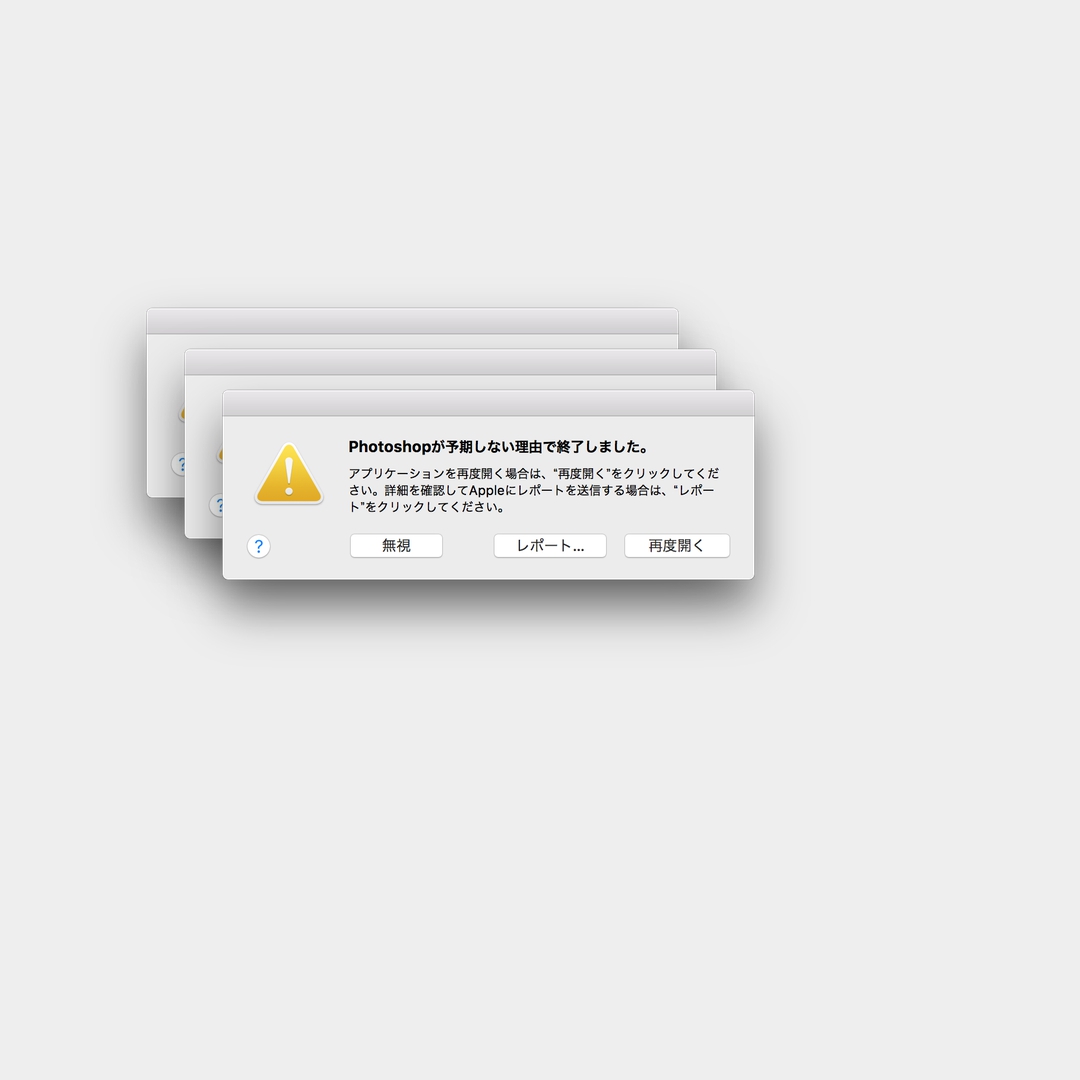 Photoshopが予期しない理由で終了しました。
アプリケーションを再度開く場合は、“再度開く”をクリックしてくだ
さい。詳細を確認してAppleにレポートを送信する場合は、“レポー
ト”をクリックしてください。
?
?
? 無視 レポート... 再度開く